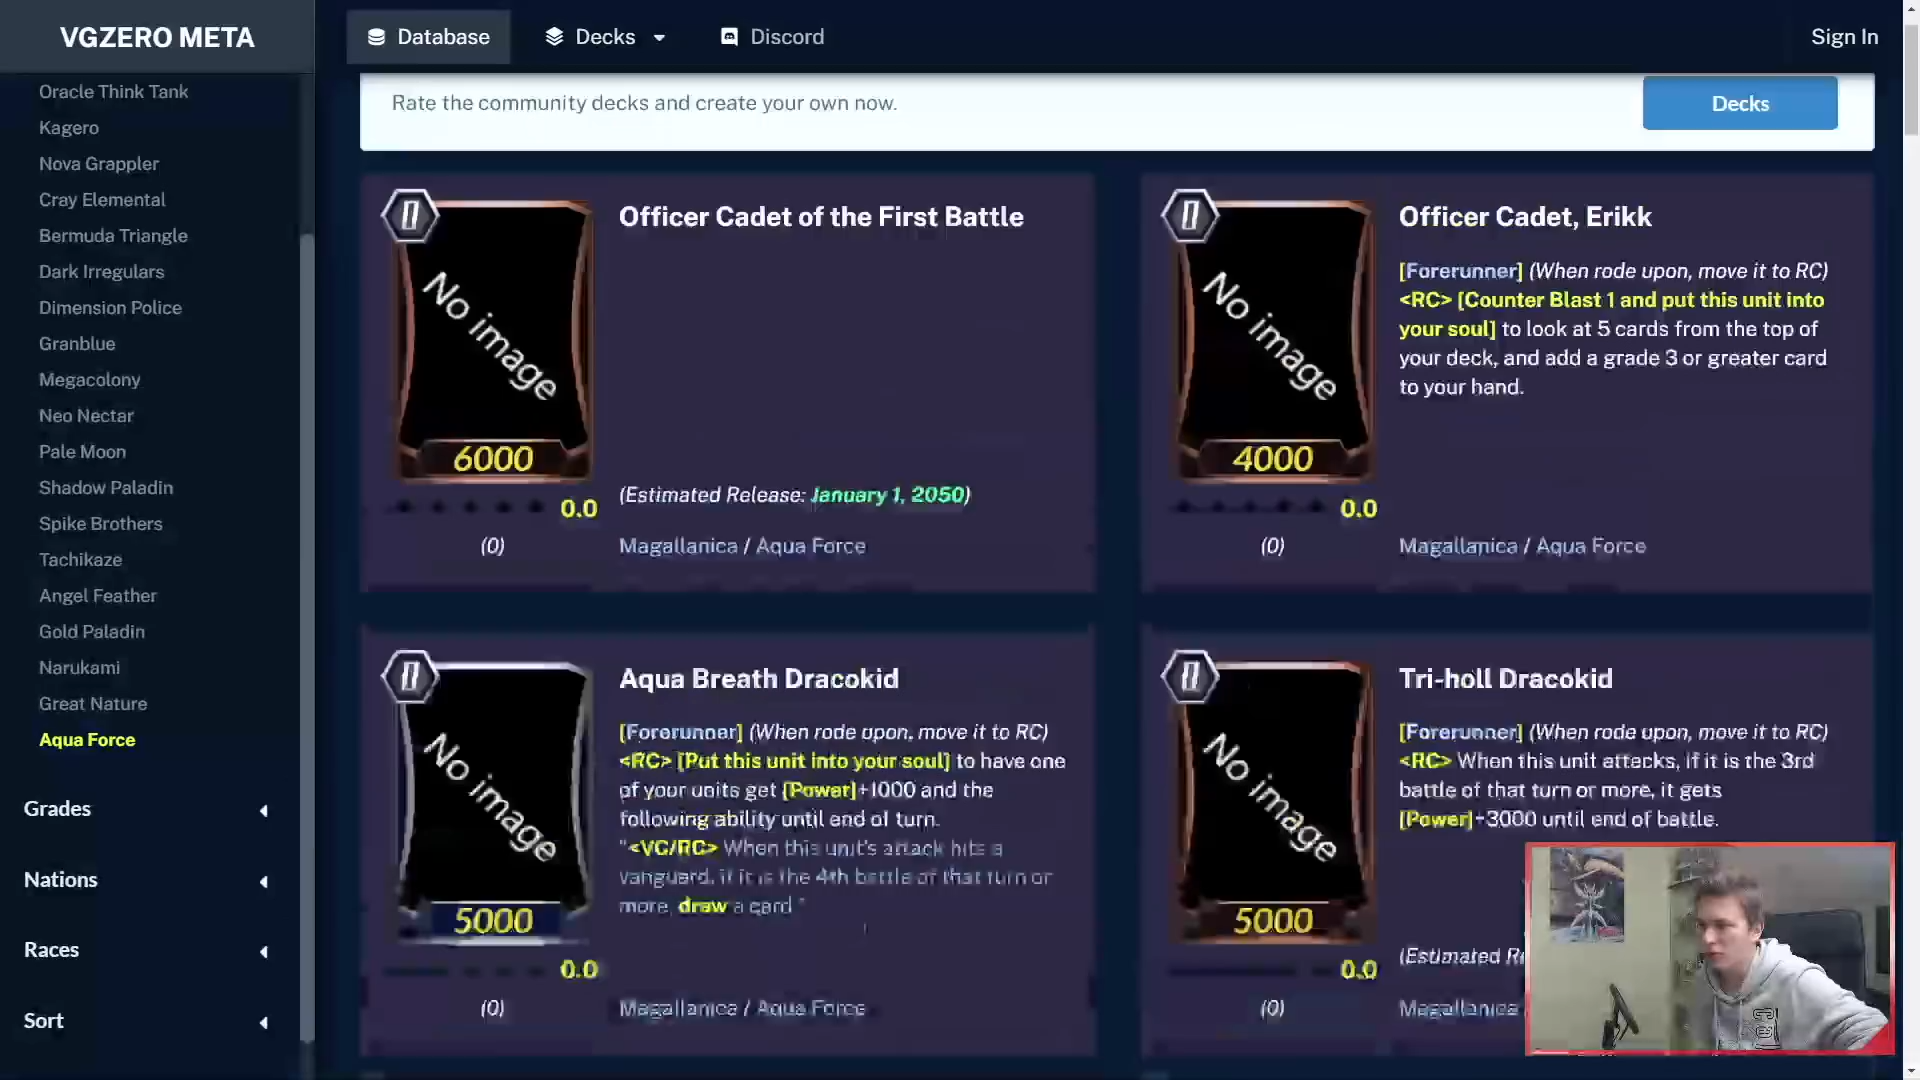 VGZERO META
Database
Decks
Discord
Sign In
Oracle Think Tank
Kagero
Nova Grappler
Cray Elemental
Bermuda Triangle
Dark Irregulars
Dimension Police
Granblue
Megacolony
Neo Nectar
Pale Moon
Shadow Paladin
Spike Brothers
Tachikaze
Angel Feather
Gold Paladin
Narukami
Great Nature
Aqua Force
Grades
Nations
Races
Sort
Rate the community decks and create your own now.
Decks
0
No image
6000
0.0
(0)
Officer Cadet of the First Battle
(Estimated Release: January 1, 2050)
Magallanica / Aqua Force
0
No image
4000
0.0
(0)
Officer Cadet, Erikk
[Forerunner] (When rode upon, move it to RC)
<RC> [Counter Blast 1 and put this unit into
your soul] to look at 5 cards from the top of
your deck, and add a grade 3 or greater card
to your hand.
Magallanica / Aqua Force
0
No image
5000
0.0
(0)
Aqua Breath Dracokid
[Forerunner] (When rode upon, move it to RC)
<RC> [Put this unit into your soul] to have one
of your units get [Power]+1000 and the
following ability until end of turn.
"<VC/RC> When this unit's attack hits a
vanguard, if it is the 4th battle of that turn or
more, draw a card "
Magallanica / Aqua Force
0
No image
5000
0.0
(0)
Tri-holl Dracokid
[Forerunner] (When rode upon, move it to RC)
<RC> When this unit attacks, if it is the 3rd
battle of that turn or more, it gets
[Power]+3000 until end of battle.
(Estimated R
Magallanica